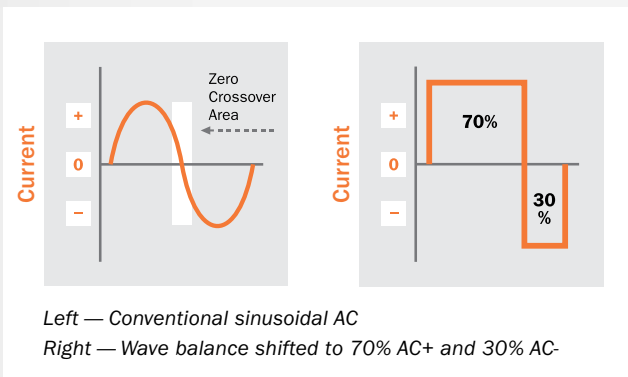 Current
+
0
–
Zero
Crossover
Area
Current
+
0
–
70%
30
%
Left — Conventional sinusoidal AC
Right — Wave balance shifted to 70% AC+ and 30% AC-